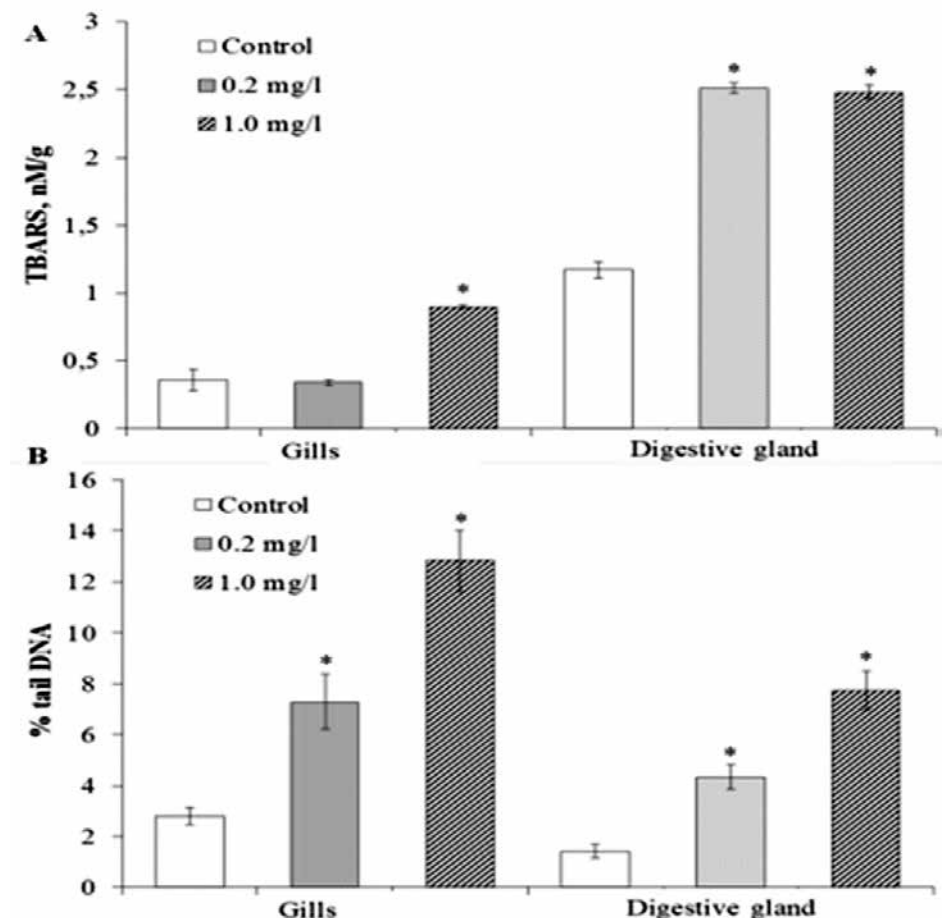 A
TBARS, nM/g
3
2,5
2
1,5
1
0,5
0
Control
0.2 mg/l
1.0 mg/l
*
*
*
Gills
Digestive gland
B
% tail DNA
16
14
12
10
8
6
4
2
0
Control
0.2 mg/l
1.0 mg/l
*
*
*
*
Gills
Digestive gland